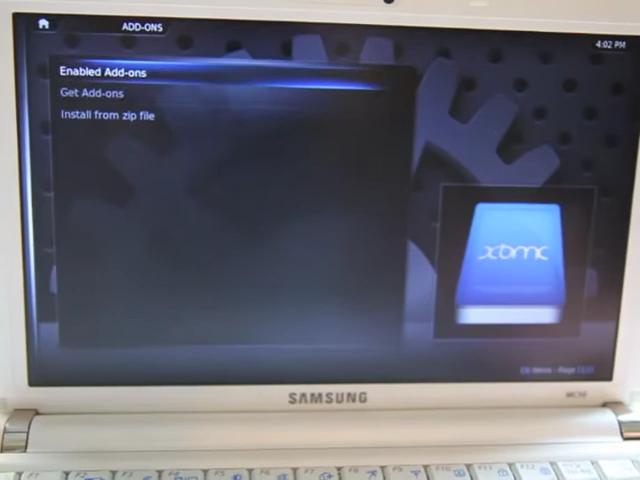 ADD-ONS
4:02 PM
Enabled Add-ons
Get Add-ons
Install from zip file
xbmc
SAMSUNG